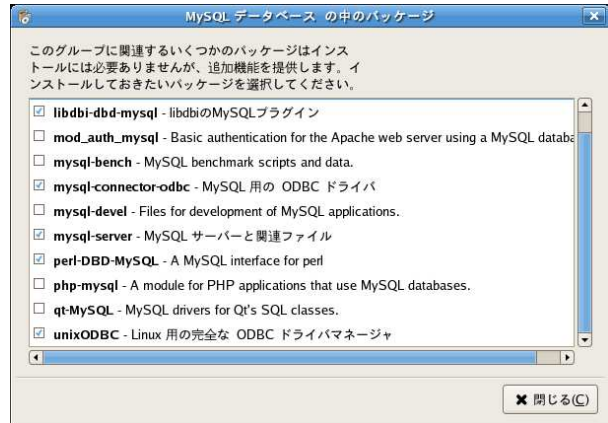 MySQL データベース の中のパッケージ
このグループに関連するいくつかのパッケージはインス
トールには必要ありませんが、追加機能を提供します。イ
ンストールしておきたいパッケージを選択してください。
libdbi-dbd-mysql - libdbiのMySQLプラグイン
mod_auth_mysql - Basic authentication for the Apache web server using a MySQL databa
mysql-bench - MySQL benchmark scripts and data.
mysql-connector-odbc - MySQL 用の ODBC ドライバ
mysql-devel - Files for development of MySQL applications.
mysql-server - MySQL サーバーと関連ファイル
perl-DBD-MySQL - A MySQL interface for perl
php-mysql - A module for PHP applications that use MySQL databases.
qt-MySQL - MySQL drivers for Qt's SQL classes.
unixODBC - Linux 用の完全な ODBC ドライバマネージャ
閉じる(C)